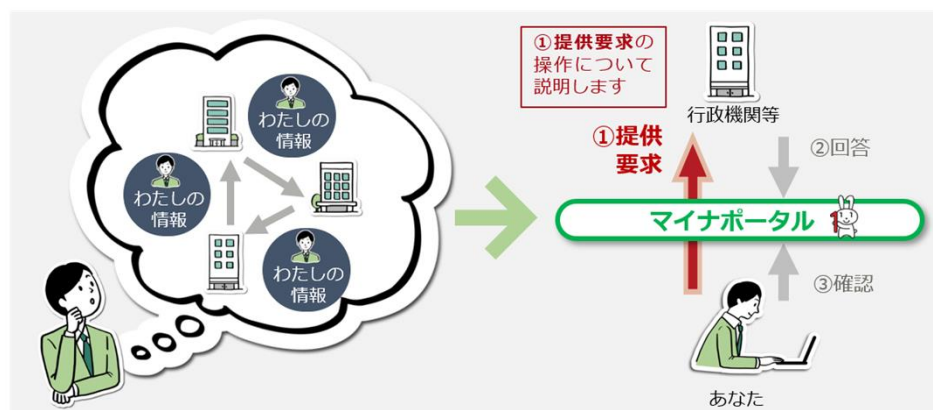 わたしの
情報
わたしの
情報
わたしの
情報
①提供要求の
操作について
説明します
行政機関等
①提供
要求
②回答
マイナポータル
③確認
あなた